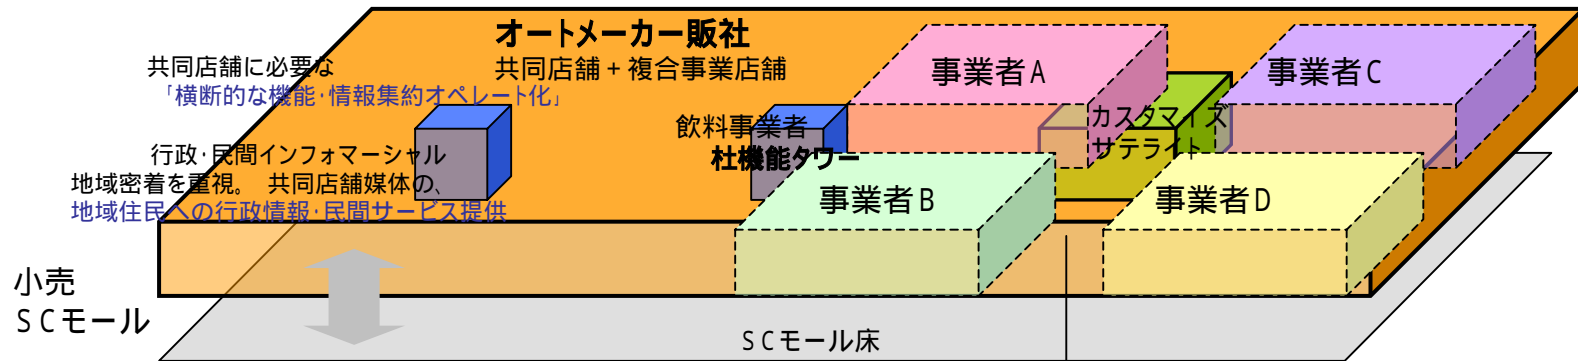 オートメーカー販社
共同店舗＋複合事業店舗
共同店舗に必要な
「横断的な機能・情報集約オペレート化」
行政・民間インフォマーシャル
地域密着を重視。 共同店舗媒体の、
地域住民への行政情報・民間サービス提供
飲料事業者
杜機能タワー
事業者A
カスタマイズ
サテライト
事業者C
事業者B
事業者D
小売
SCモール
SCモール床